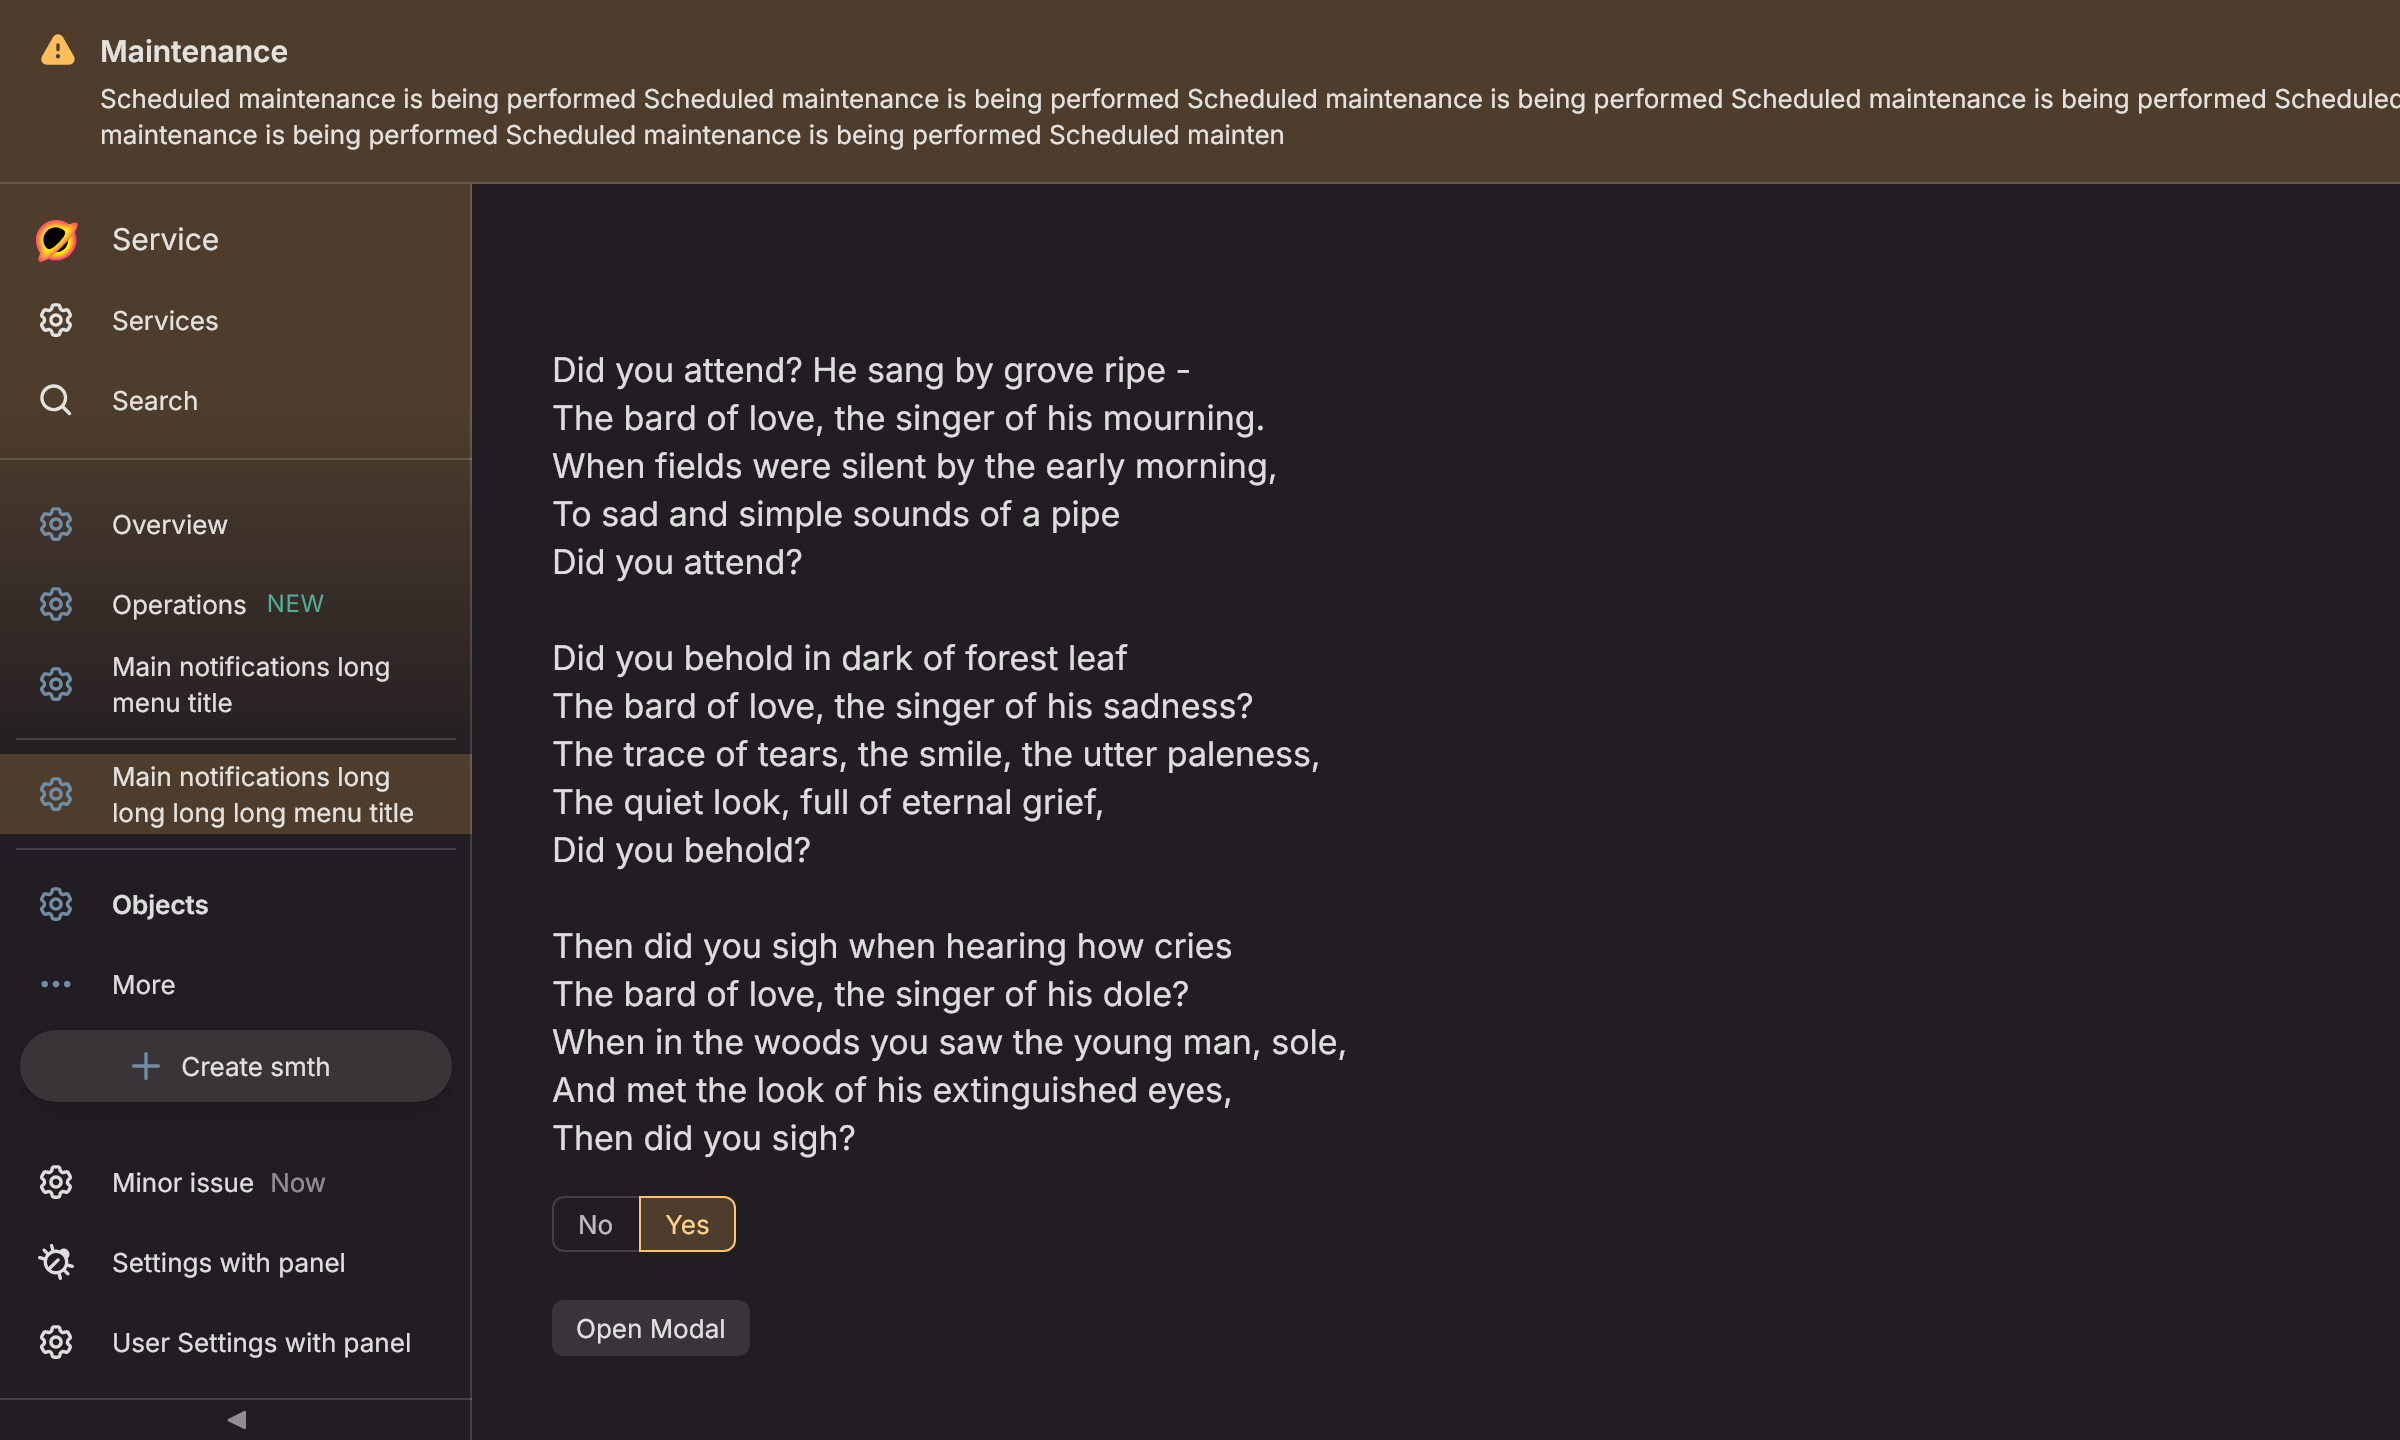 Maintenance
Scheduled maintenance is being performed Scheduled maintenance is being performed Scheduled maintenance is being performed Scheduled maintenance is being performed Scheduled
maintenance is being performed Scheduled maintenance is being performed Scheduled mainten
Service
Services
Search
Overview
Operations NEW
Main notifications long
menu title
Main notifications long
long long long menu title
Objects
More
Create smth
Minor issue Now
Settings with panel
User Settings with panel
Did you attend? He sang by grove ripe -
The bard of love, the singer of his mourning.
When fields were silent by the early morning,
To sad and simple sounds of a pipe
Did you attend?
Did you behold in dark of forest leaf
The bard of love, the singer of his sadness?
The trace of tears, the smile, the utter paleness,
The quiet look, full of eternal grief,
Did you behold?
Then did you sigh when hearing how cries
The bard of love, the singer of his dole?
When in the woods you saw the young man, sole,
And met the look of his extinguished eyes,
Then did you sigh?
No Yes
Open Modal